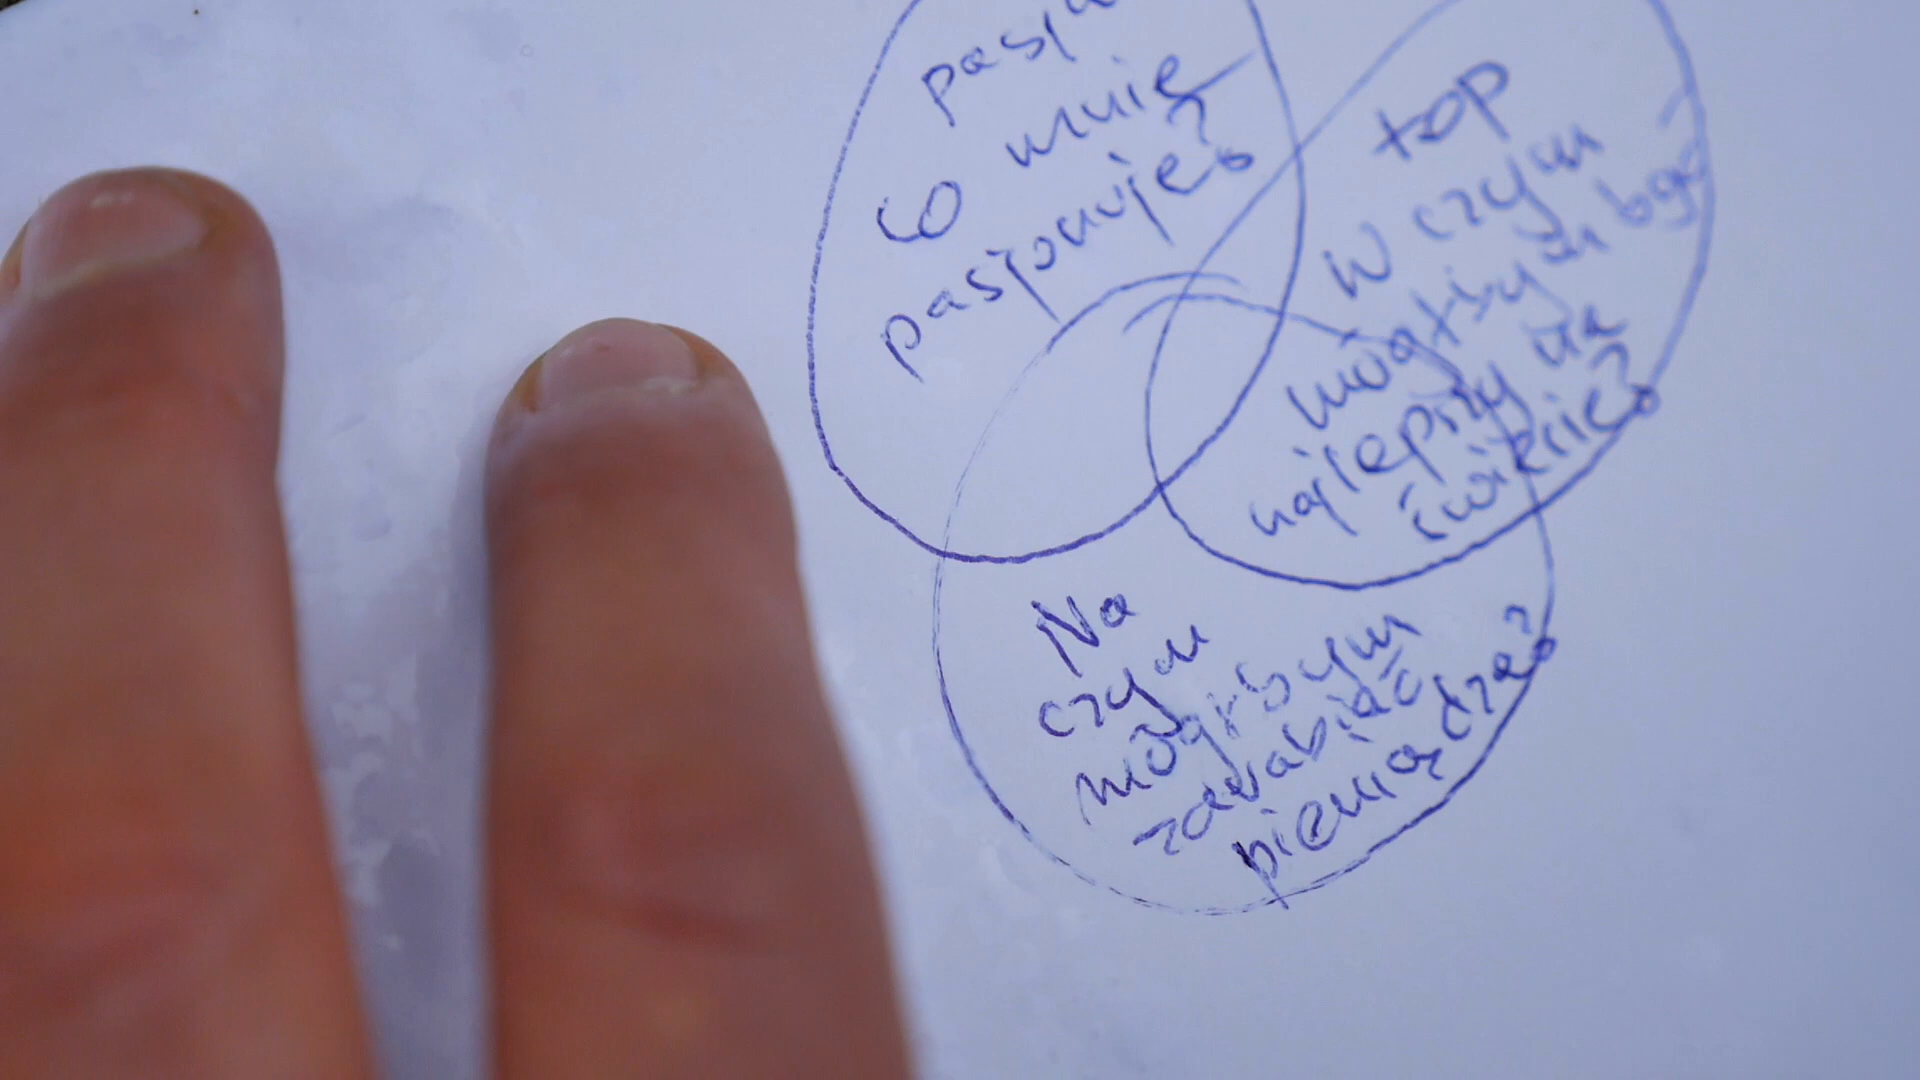 pasja
Co mnie
pasjonuje?
top
W czym
mógłbym być
najlepszy na
świecie?
Na
czym
mógłbym
zarabiać
pieniądze?